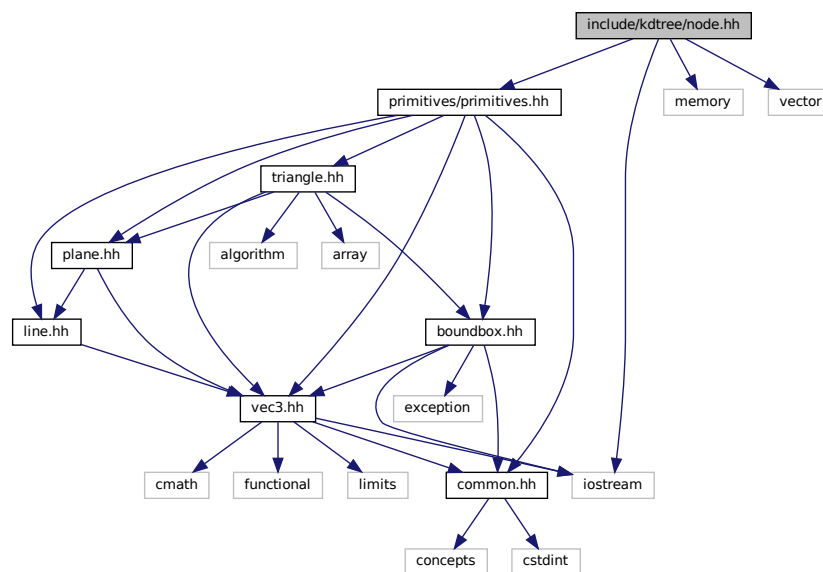 include/kdtree/node.hh
primitives/primitives.hh
memory
vector
triangle.hh
plane.hh
algorithm
array
line.hh
boundbox.hh
vec3.hh
exception
cmath
functional
limits
common.hh
iostream
concepts
cstdint